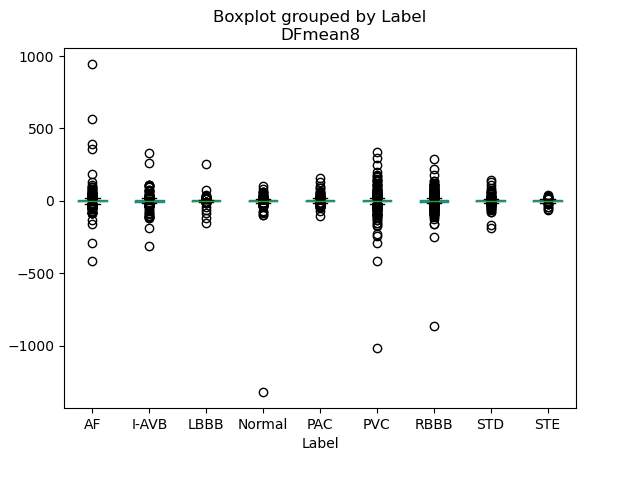 Boxplot grouped by Label
DFmean8
1000
500
0
−500
−1000
AF I-AVB LBBB Normal PAC PVC RBBB STD STE
Label